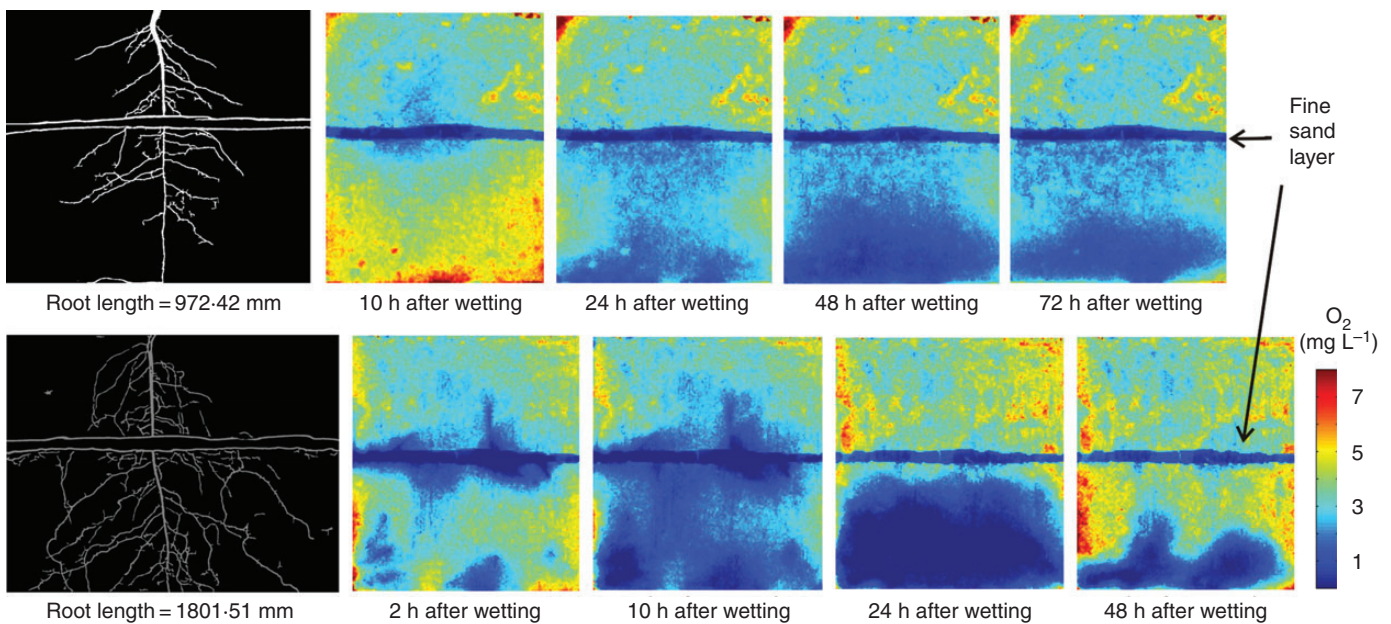 Fine
sand
layer
Root length = 972·42 mm
10 h after wetting
24 h after wetting
48 h after wetting
72 h after wetting
O2
(mg L–1)
7
5
3
1
Root length = 1801·51 mm
2 h after wetting
10 h after wetting
24 h after wetting
48 h after wetting